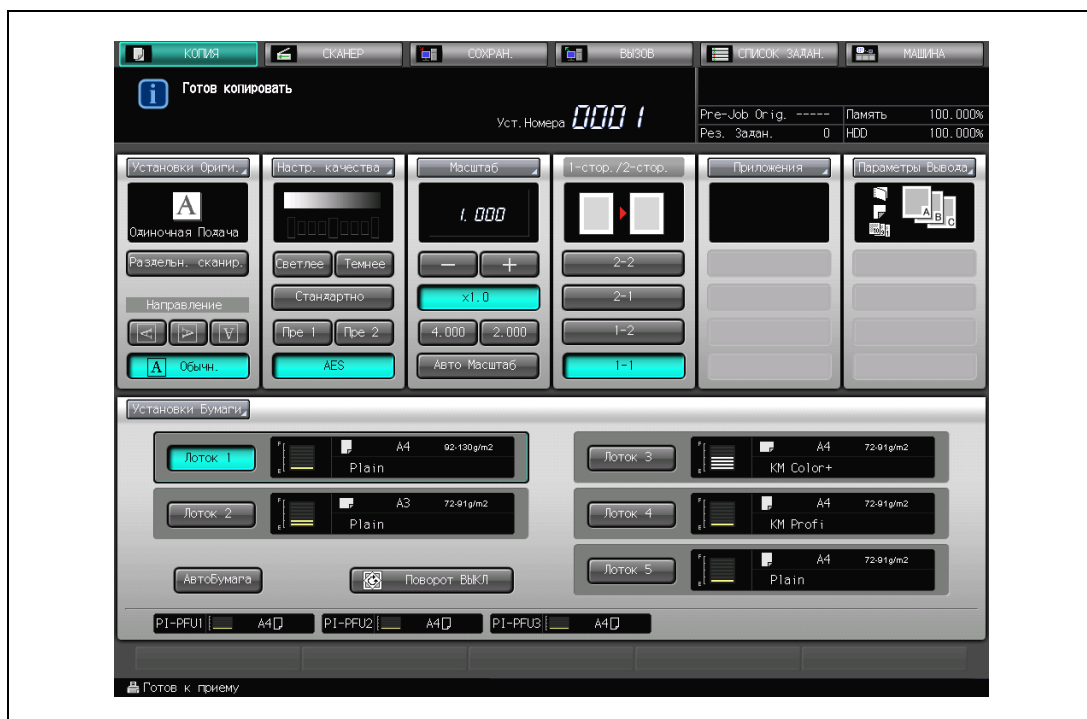 КОПИЯ СКАНЕР СОХРАН. ВЫЗОВ СПИСОК ЗАДАН. МАШИНА
Готов копировать
Уст.Номера 0001
Pre-Job Orig. ----- Память 100.000%
Рез. Задан. 0 HDD 100.000%
Установки Ориги. Настр. качества Масштаб 1-стор./2-стор. Приложения Параметры Вывода
A
Одиночная Подача
1.000
A B C
Раздельн. сканир. Светлее Темнее − + 2-2
Направление Стандартно x1.0 2-1
A A A Пре 1 Пре 2 4.000 2.000 1-2
A Обычн. AES Авто Масштаб 1-1
Установки Бумаги
Лоток 1 F E A4 92-130g/m2 Plain
Лоток 3 F E A4 72-91g/m2 KM Color+
Лоток 2 F E A3 72-91g/m2 Plain
Лоток 4 F E A4 72-91g/m2 KM Profi
Лоток 5 F E A4 72-91g/m2 Plain
АвтоБумага Поворот ВЫКЛ
PI-PFU1 A4 PI-PFU2 A4 PI-PFU3 A4
Готов к приему